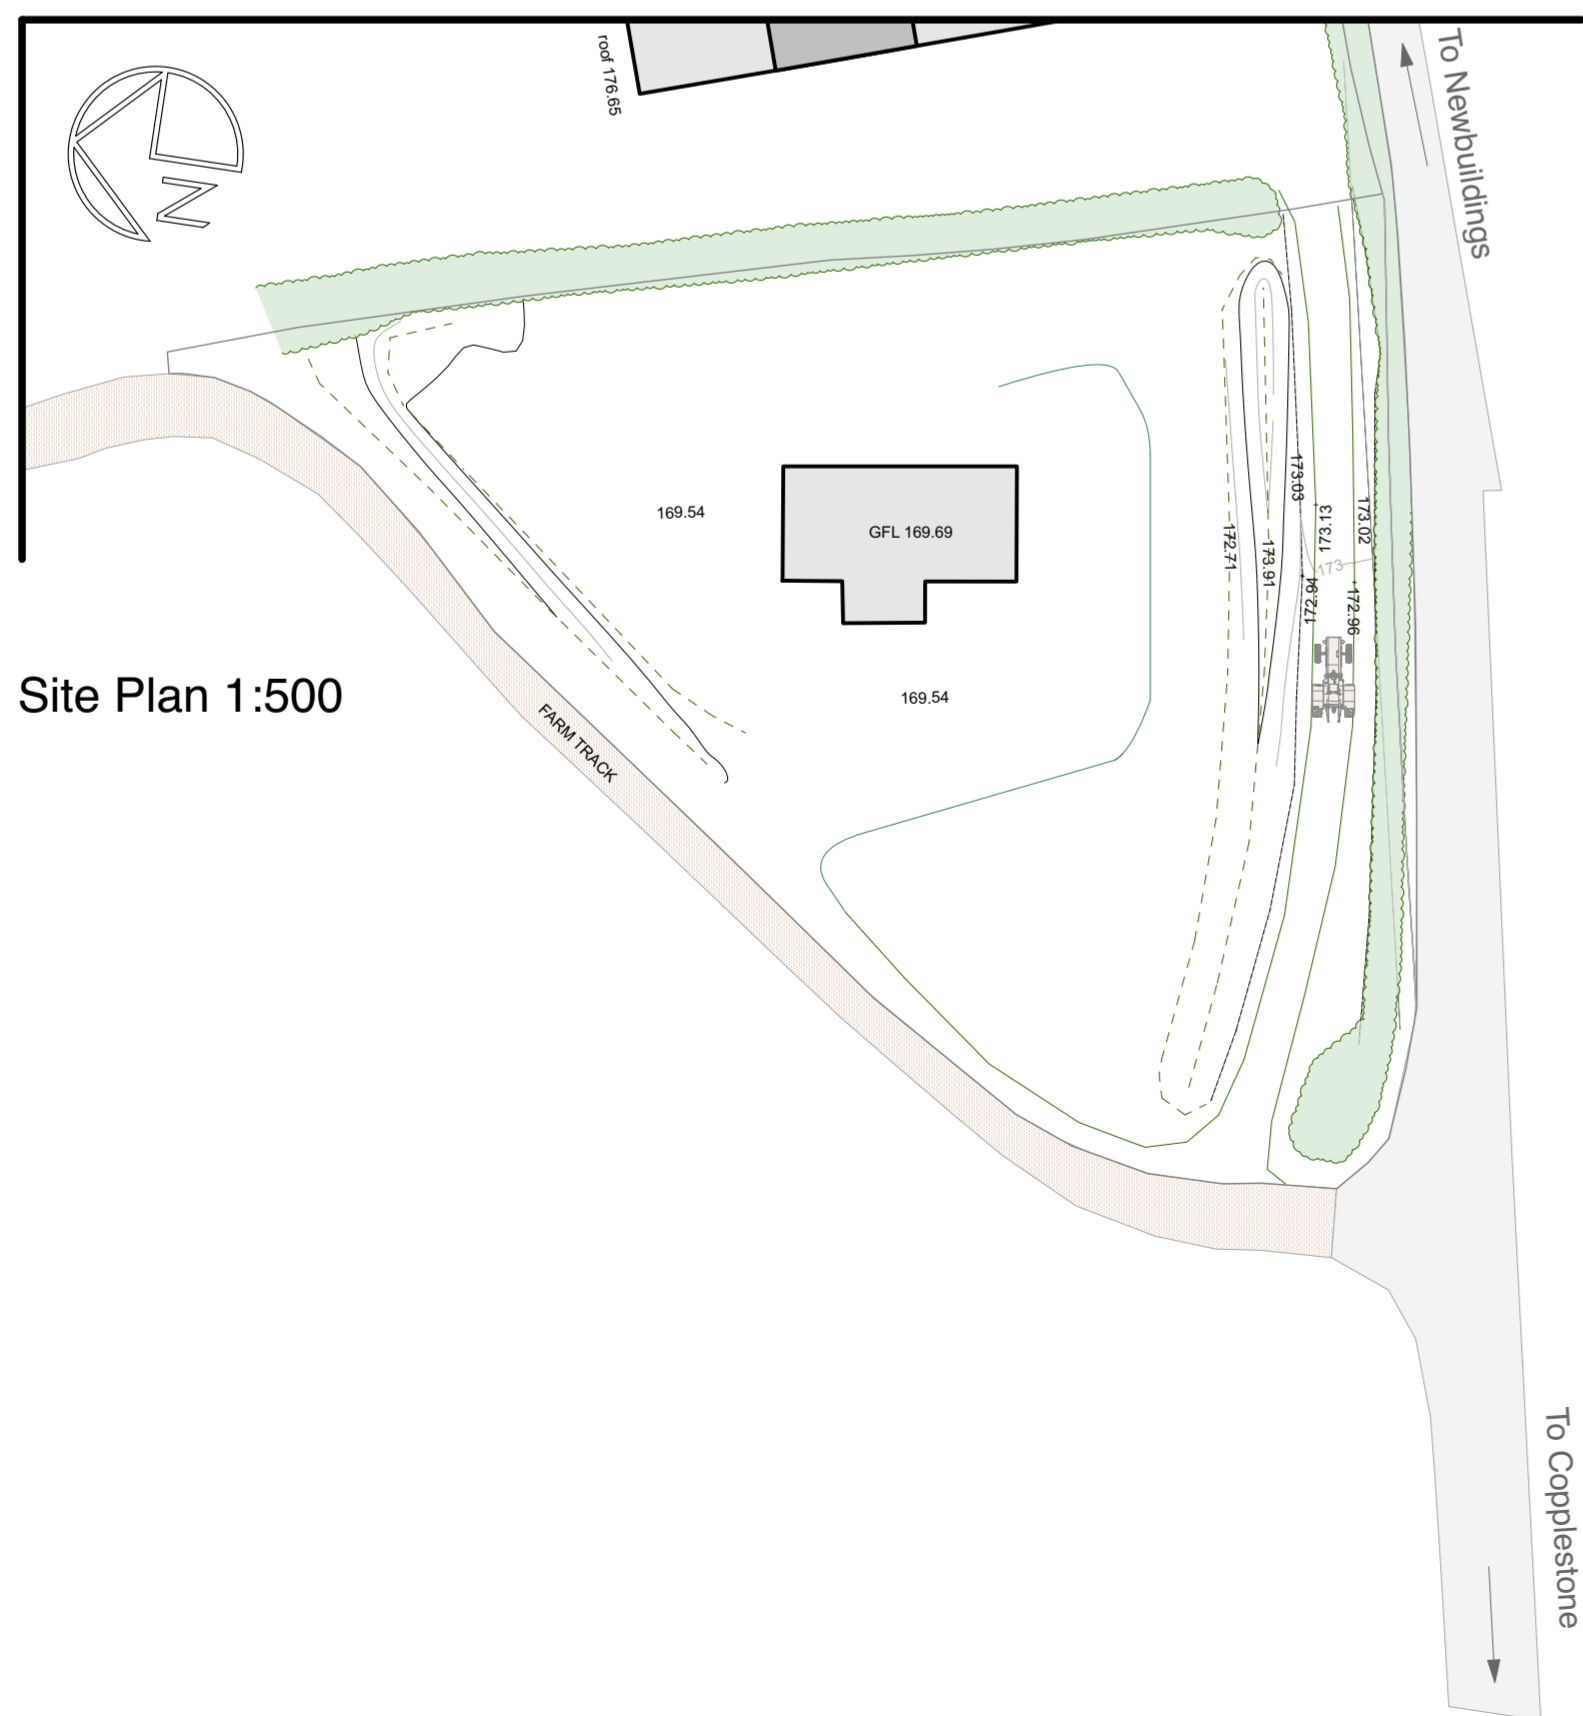 roof 176.65
To Newbuildings
N
169.54
GFL 169.69
173.03
173.13
173.02
172.71
173.91
173
172.94
172.96
Site Plan 1:500
169.54
FARM TRACK
To Copplestone